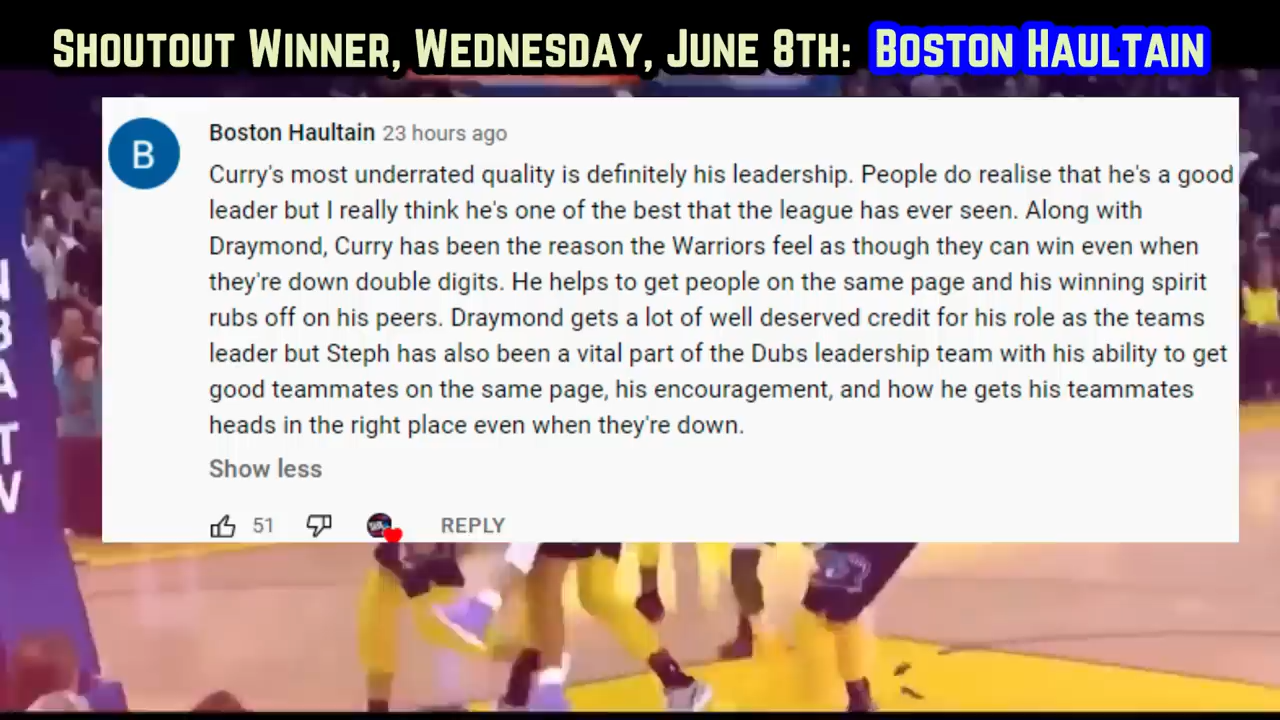 SHOUTOUT WINNER, WEDNESDAY, JUNE 8TH: BOSTON HAULTAIN
B
Boston Haultain 23 hours ago
Curry's most underrated quality is definitely his leadership. People do realise that he's a good
leader but I really think he's one of the best that the league has ever seen. Along with
Draymond, Curry has been the reason the Warriors feel as though they can win even when
they're down double digits. He helps to get people on the same page and his winning spirit
rubs off on his peers. Draymond gets a lot of well deserved credit for his role as the teams
leader but Steph has also been a vital part of the Dubs leadership team with his ability to get
good teammates on the same page, his encouragement, and how he gets his teammates
heads in the right place even when they're down.
Show less
51 REPLY
NBA
TV